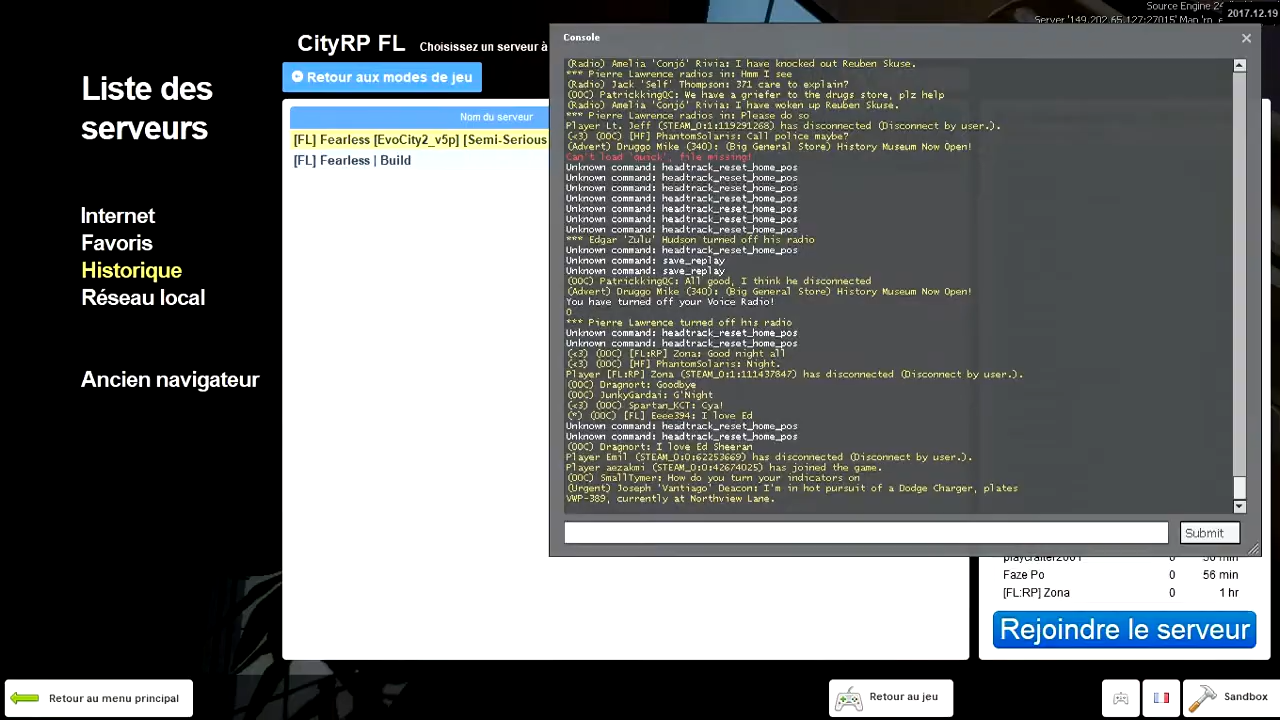 Source Engine 24
2017.12.19
Server '149.202.65.127:27015' Map 'rp_e
CityRP FL Choisissez un serveur à
Retour aux modes de jeu
Liste des
serveurs
Nom du serveur
[FL] Fearless [EvoCity2_v5p] [Semi-Serious
[FL] Fearless | Build
Internet
Favoris
Historique
Réseau local
Ancien navigateur
Console
(Radio) Amelia 'Conjó' Rivia: I have knocked out Reuben Skuse.
*** Pierre Lawrence radios in: Hmm I see
(Radio) Jack 'Self' Thompson: 371 care to explain?
(OOC) PatrickkingQC: We have a griefer to the drugs store, plz help
(Radio) Amelia 'Conjó' Rivia: I have woken up Reuben Skuse.
*** Pierre Lawrence radios in: Please do so
Player Lt. Jeff (STEAM_0:1:119291268) has disconnected (Disconnect by user.).
(<3) (OOC) [HF] PhantomSolaris: Call police maybe?
(Advert) Druggo Mike (340): (Big General Store) History Museum Now Open!
Can't load 'quick', file missing!
Unknown command: headtrack_reset_home_pos
Unknown command: headtrack_reset_home_pos
Unknown command: headtrack_reset_home_pos
Unknown command: headtrack_reset_home_pos
Unknown command: headtrack_reset_home_pos
Unknown command: headtrack_reset_home_pos
Unknown command: headtrack_reset_home_pos
*** Edgar 'Zulu' Hudson turned off his radio
Unknown command: headtrack_reset_home_pos
Unknown command: save_replay
Unknown command: save_replay
(OOC) PatrickkingQC: All good, I think he disconnected
(Advert) Druggo Mike (340): (Big General Store) History Museum Now Open!
You have turned off your Voice Radio!
0
*** Pierre Lawrence turned off his radio
Unknown command: headtrack_reset_home_pos
Unknown command: headtrack_reset_home_pos
(<3) (OOC) [FL:RP] Zona: Good night all
(<3) (OOC) [HF] PhantomSolaris: Night.
Player [FL:RP] Zona (STEAM_0:1:111437847) has disconnected (Disconnect by user.).
(OOC) Dragnort: Goodbye
(OOC) JunkyGardai: G'Night
(<3) (OOC) Spartan_KCT: Cya!
(*) (OOC) [FL] Eeee394: I love Ed
Unknown command: headtrack_reset_home_pos
Unknown command: headtrack_reset_home_pos
(OOC) Dragnort: I love Ed Sheeran
Player Emil (STEAM_0:0:62253669) has disconnected (Disconnect by user.).
Player aezakmi (STEAM_0:0:42674025) has joined the game.
(OOC) SmallTymer: How do you turn your indicators on
(Urgent) Joseph 'Vantiago' Deacon: I'm in hot pursuit of a Dodge Charger, plates
VWP-389, currently at Northview Lane.
Submit
playcrafter2001 0 56 min
Faze Po 0 56 min
[FL:RP] Zona 0 1 hr
Rejoindre le serveur
Retour au menu principal
Retour au jeu
Sandbox